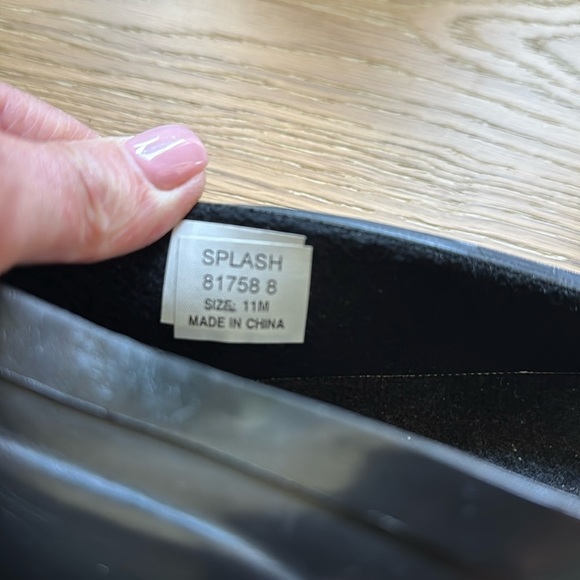 SPLASH
81758 8
SIZE: 11M
MADE IN CHINA